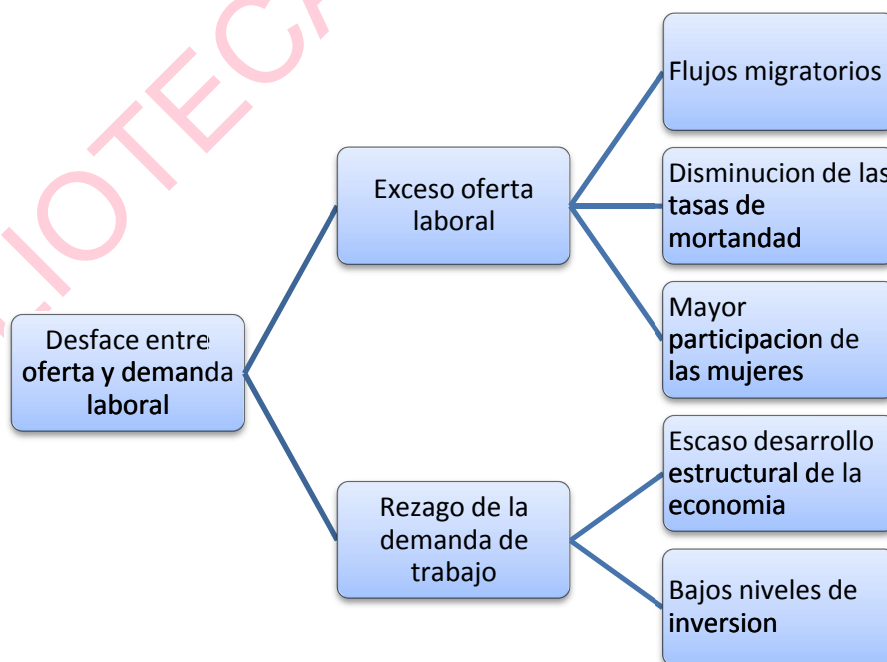 Desface entre
oferta y demanda
laboral
Exceso oferta
laboral
Flujos migratorios
Disminucion de las
tasas de
mortandad
Mayor
participacion de
las mujeres
Rezago de la
demanda de
trabajo
Escaso desarrollo
estructural de la
economia
Bajos niveles de
inversion